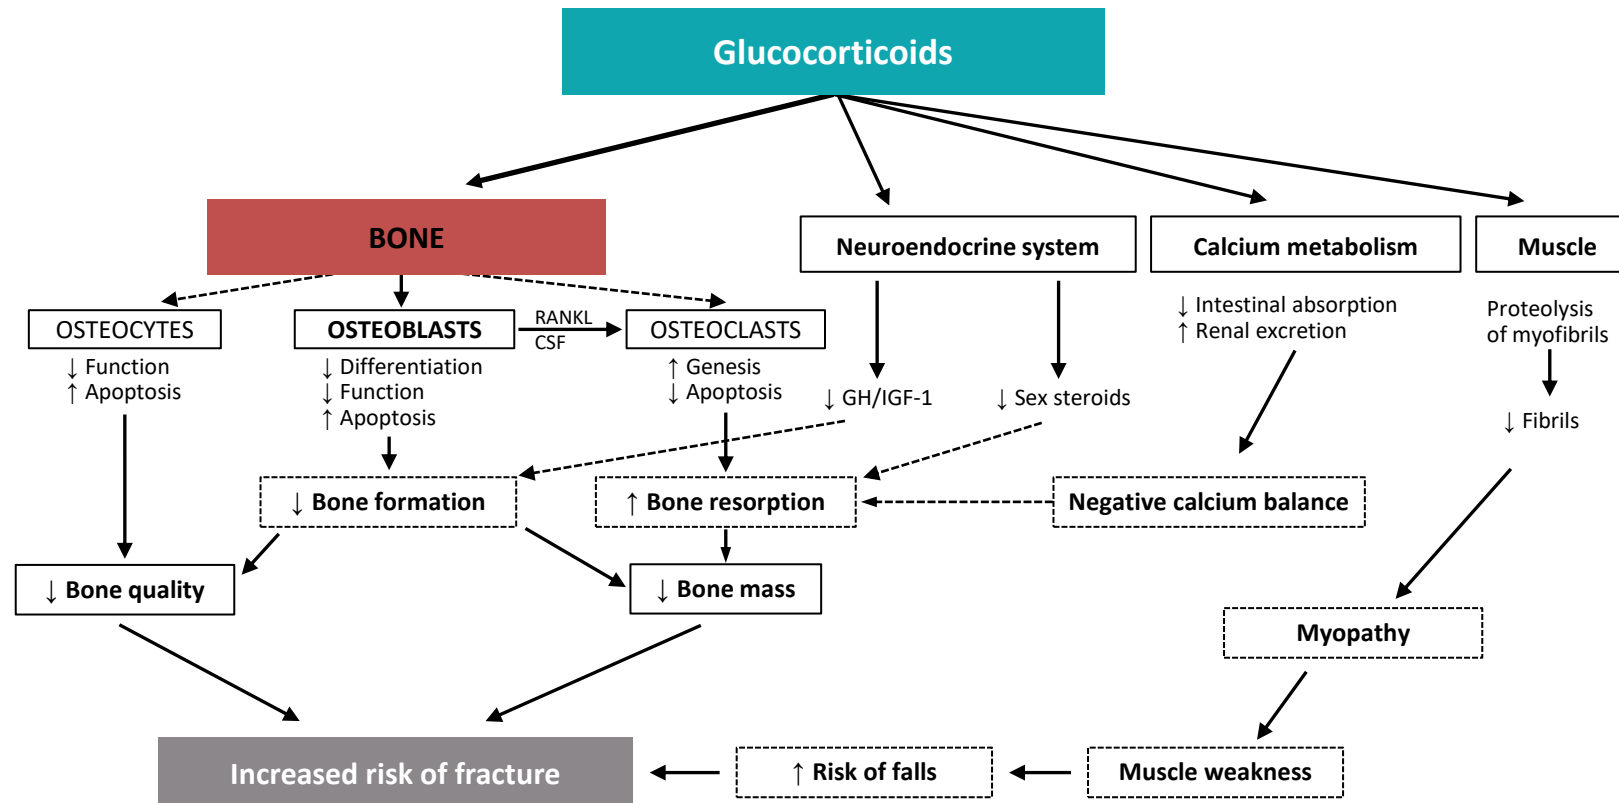 Glucocorticoids
BONE
Neuroendocrine system
Calcium metabolism
Muscle
OSTEOCYTES
OSTEOBLASTS
RANKL
CSF
OSTEOCLASTS
↓ Intestinal absorption
↑ Renal excretion
Proteolysis
of myofibrils
↓ Function
↑ Apoptosis
↓ Differentiation
↓ Function
↑ Apoptosis
↑ Genesis
↓ Apoptosis
↓ GH/IGF-1
↓ Sex steroids
↓ Fibrils
↓ Bone formation
↑ Bone resorption
Negative calcium balance
↓ Bone quality
↓ Bone mass
Myopathy
Increased risk of fracture
↑ Risk of falls
Muscle weakness